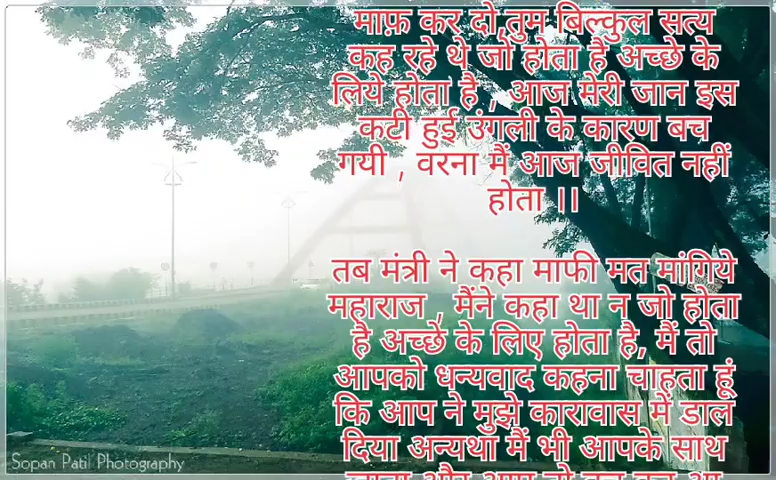 माफ़ कर दो,तुम बिल्कुल सत्य
कह रहे थे जो होता है अच्छे के
लिये होता है , आज मेरी जान इस
कटी हुई उंगली के कारण बच
गयी , वरना मैं आज जीवित नहीं
होता ।।
तब मंत्री ने कहा माफी मत मांगिये
महाराज , मैंने कहा था न जो होता
है अच्छे के लिए होता है, मैं तो
आपको धन्यवाद कहना चाहता हूं
कि आप ने मुझे कारावास में डाल
दिया अन्यथा मैं भी आपके साथ
Sopan Patil Photography